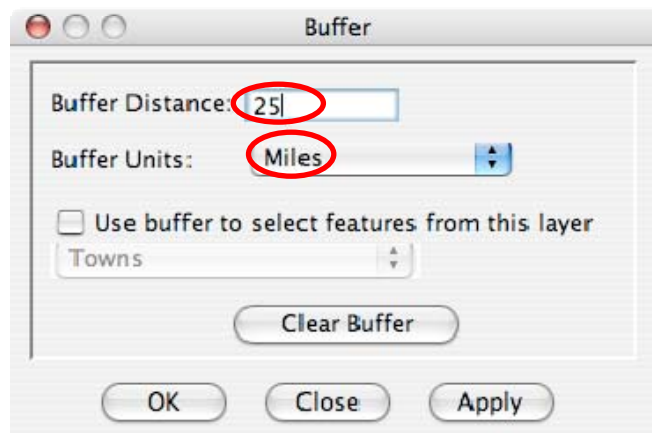 Buffer
Buffer Distance: 25
Buffer Units: Miles
Use buffer to select features from this layer
Towns
Clear Buffer
OK Close Apply